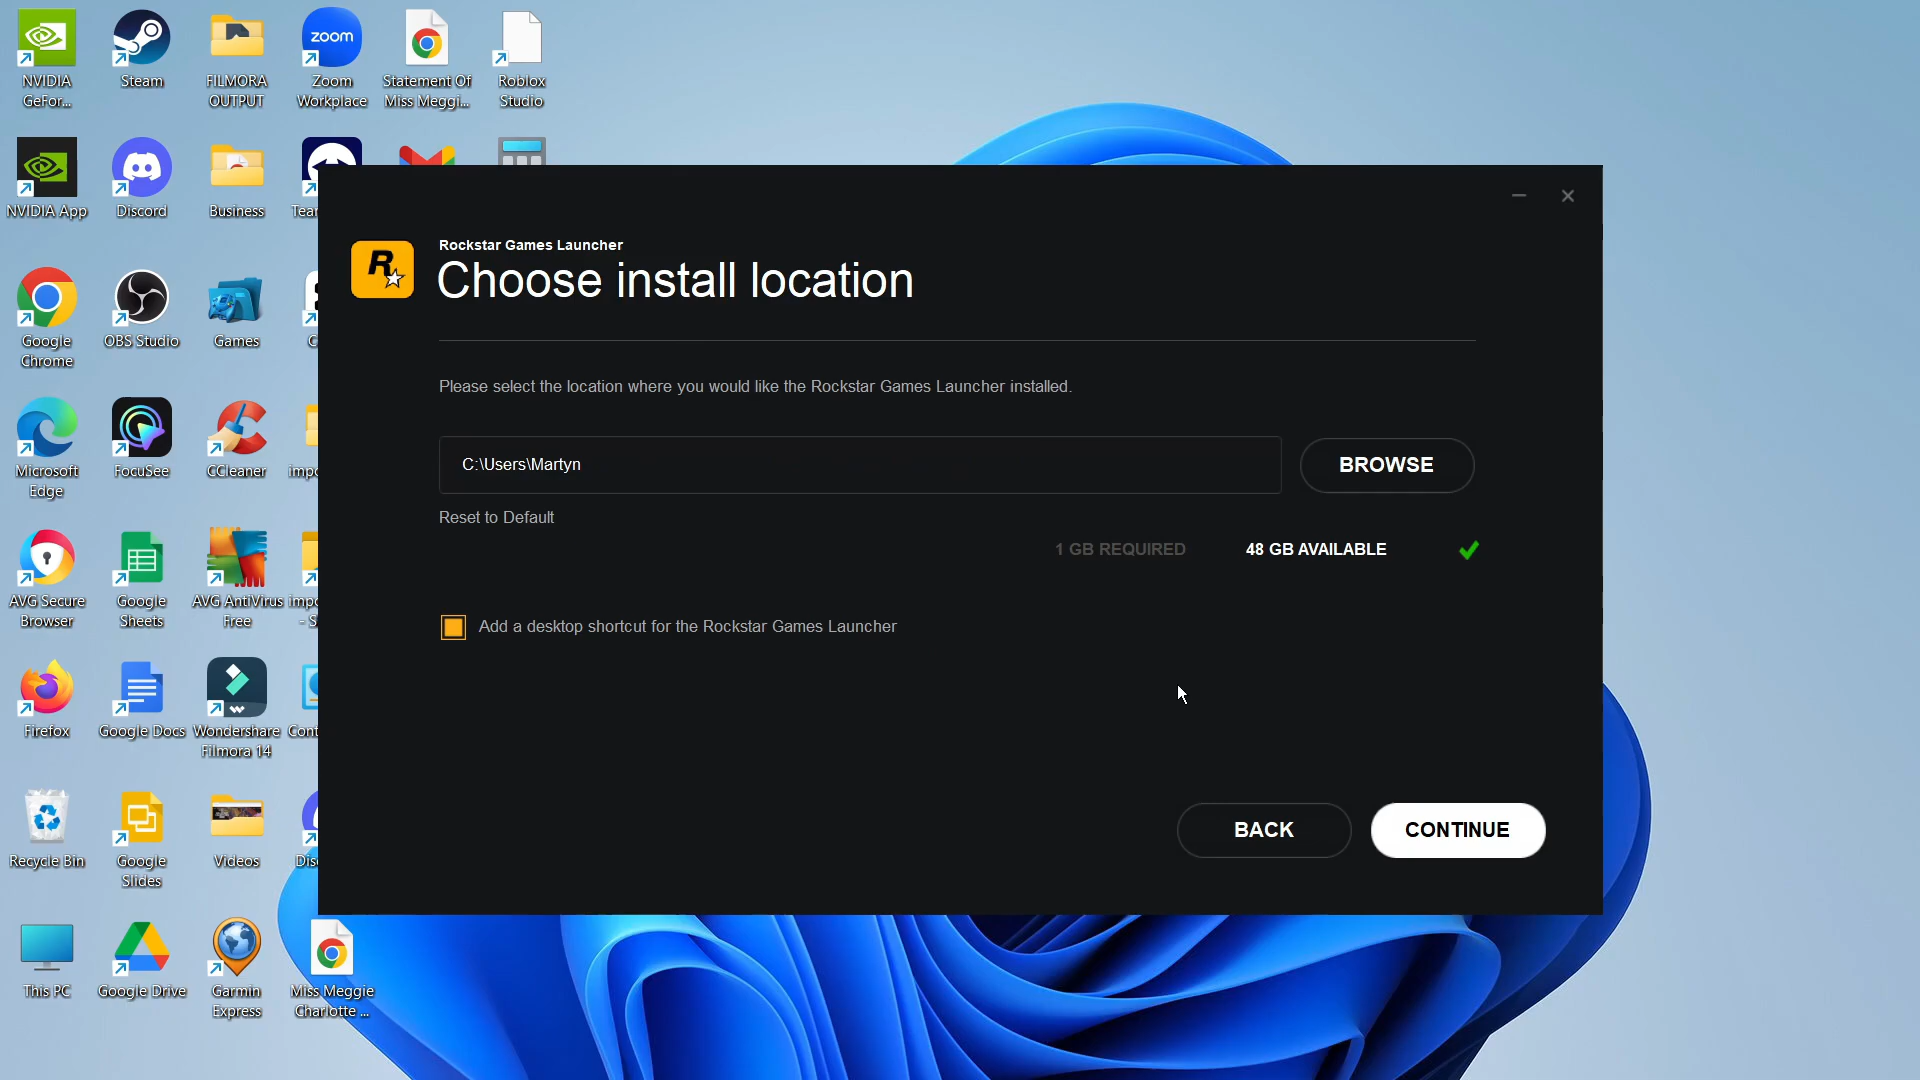 NVIDIA
GeFor...
Steam
FILMORA
OUTPUT
zoom
Zoom
Workplace
Statement Of
Miss Meggi...
Roblox
Studio
NVIDIA App
Discord
Business
Tea
Google
Chrome
OBS Studio
Games
C
Microsoft
Edge
FocuSee
CCleaner
impo
AVG Secure
Browser
Google
Sheets
AVG AntiVirus
Free
impo
- S
Firefox
Google Docs
Wondershare
Filmora 14
Cont
Recycle Bin
Google
Slides
Videos
Disc
This PC
Google Drive
Garmin
Express
Miss Meggie
Charlotte ...
R
Rockstar Games Launcher
Choose install location
Please select the location where you would like the Rockstar Games Launcher installed.
C:\Users\Martyn
BROWSE
Reset to Default
1 GB REQUIRED
48 GB AVAILABLE
Add a desktop shortcut for the Rockstar Games Launcher
BACK
CONTINUE